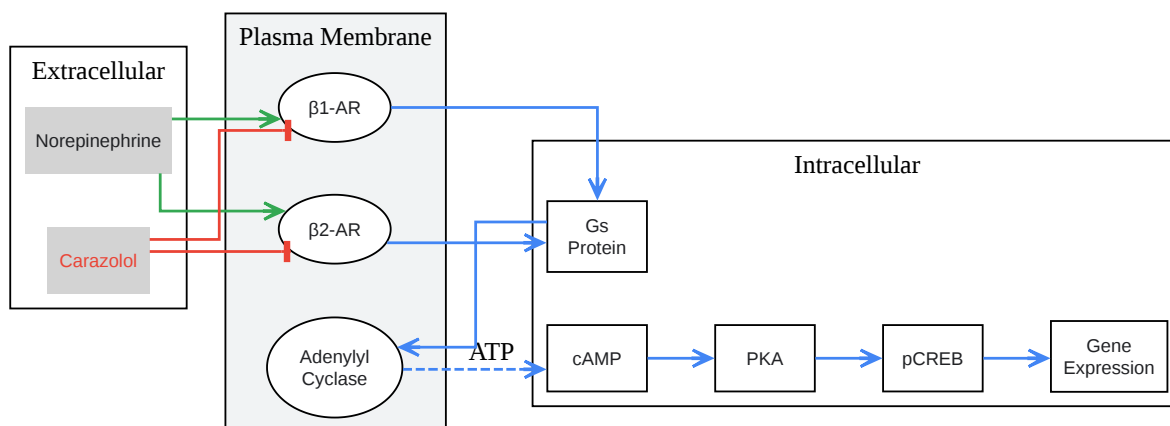 Plasma Membrane
Extracellular
β1-AR
Norepinephrine
Intracellular
β2-AR
Gs
Protein
Carazolol
Adenylyl
Cyclase
ATP
cAMP
PKA
pCREB
Gene
Expression